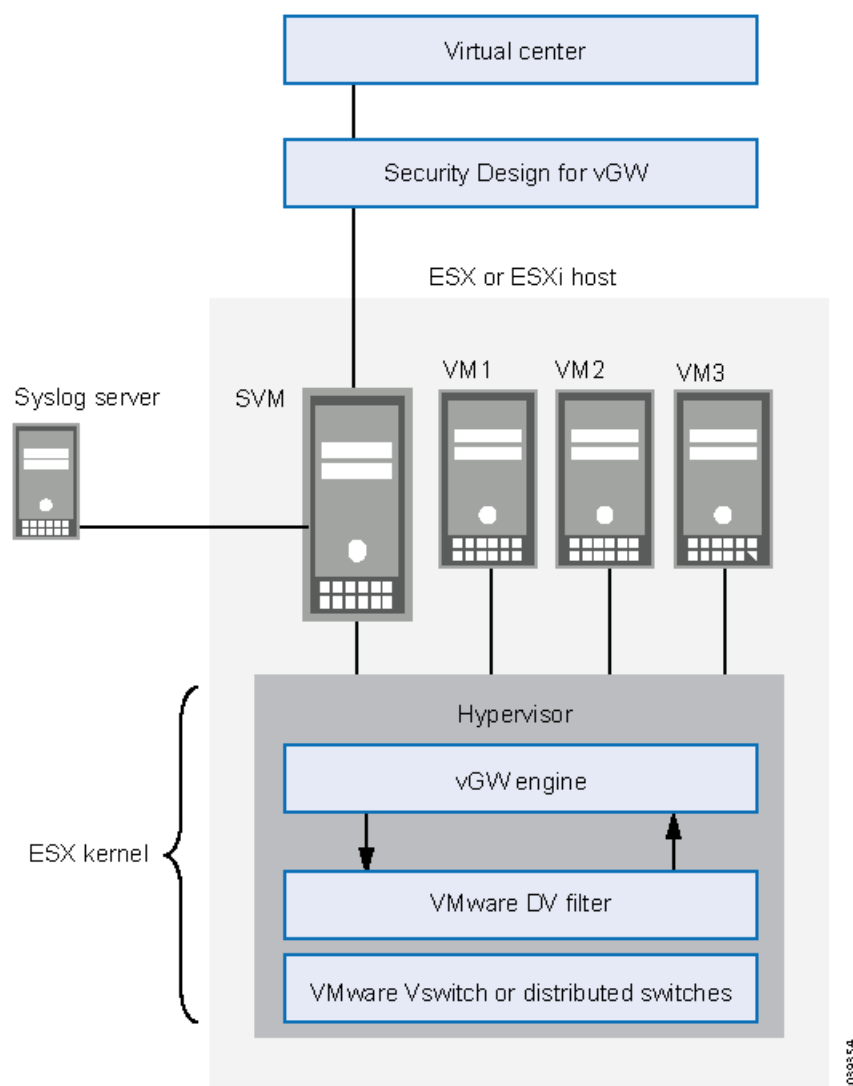 Virtual center
Security Design for vGW
ESX or ESXi host
Syslog server
SVM
VM1
VM2
VM3
Hypervisor
vGW engine
ESX kernel
VMware DV filter
VMware Vswitch or distributed switches
039354